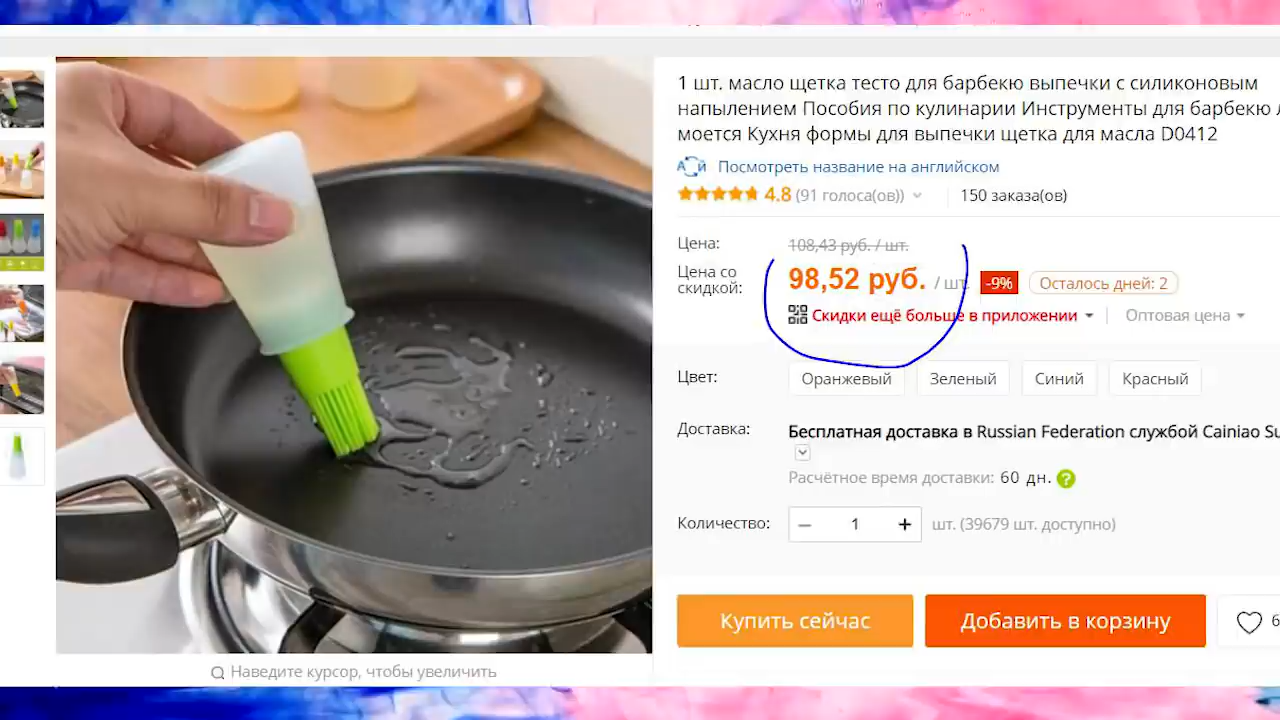 1 шт. масло щетка тесто для барбекю выпечки с силиконовым
напылением Пособия по кулинарии Инструменты для барбекю
моется Кухня формы для выпечки щетка для масла D0412
Посмотреть название на английском
4.8 (91 голоса(ов)) 150 заказа(ов)
Цена: 108,43 руб. / шт.
Цена со скидкой: 98,52 руб. / шт. -9% Осталось дней: 2
Скидки ещё больше в приложении Оптовая цена
Цвет: Оранжевый Зеленый Синий Красный
Доставка: Бесплатная доставка в Russian Federation службой Cainiao
Расчётное время доставки: 60 дн. ?
Количество: – 1 + шт. (39679 шт. доступно)
Купить сейчас Добавить в корзину
Наведите курсор, чтобы увеличить